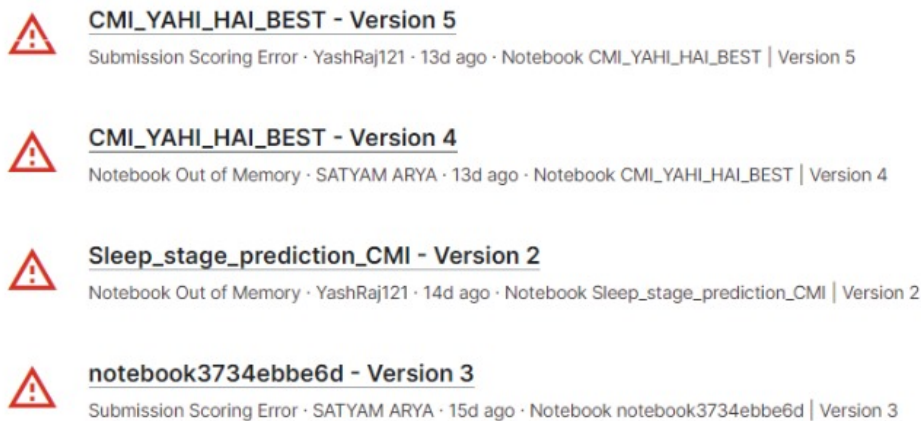 CMI_YAHI_HAI_BEST - Version 5
Submission Scoring Error · YashRaj121 · 13d ago · Notebook CMI_YAHI_HAI_BEST | Version 5
CMI_YAHI_HAI_BEST - Version 4
Notebook Out of Memory · SATYAM ARYA · 13d ago · Notebook CMI_YAHI_HAI_BEST | Version 4
Sleep_stage_prediction_CMI - Version 2
Notebook Out of Memory · YashRaj121 · 14d ago · Notebook Sleep_stage_prediction_CMI | Version 2
notebook3734ebbe6d - Version 3
Submission Scoring Error · SATYAM ARYA · 15d ago · Notebook notebook3734ebbe6d | Version 3